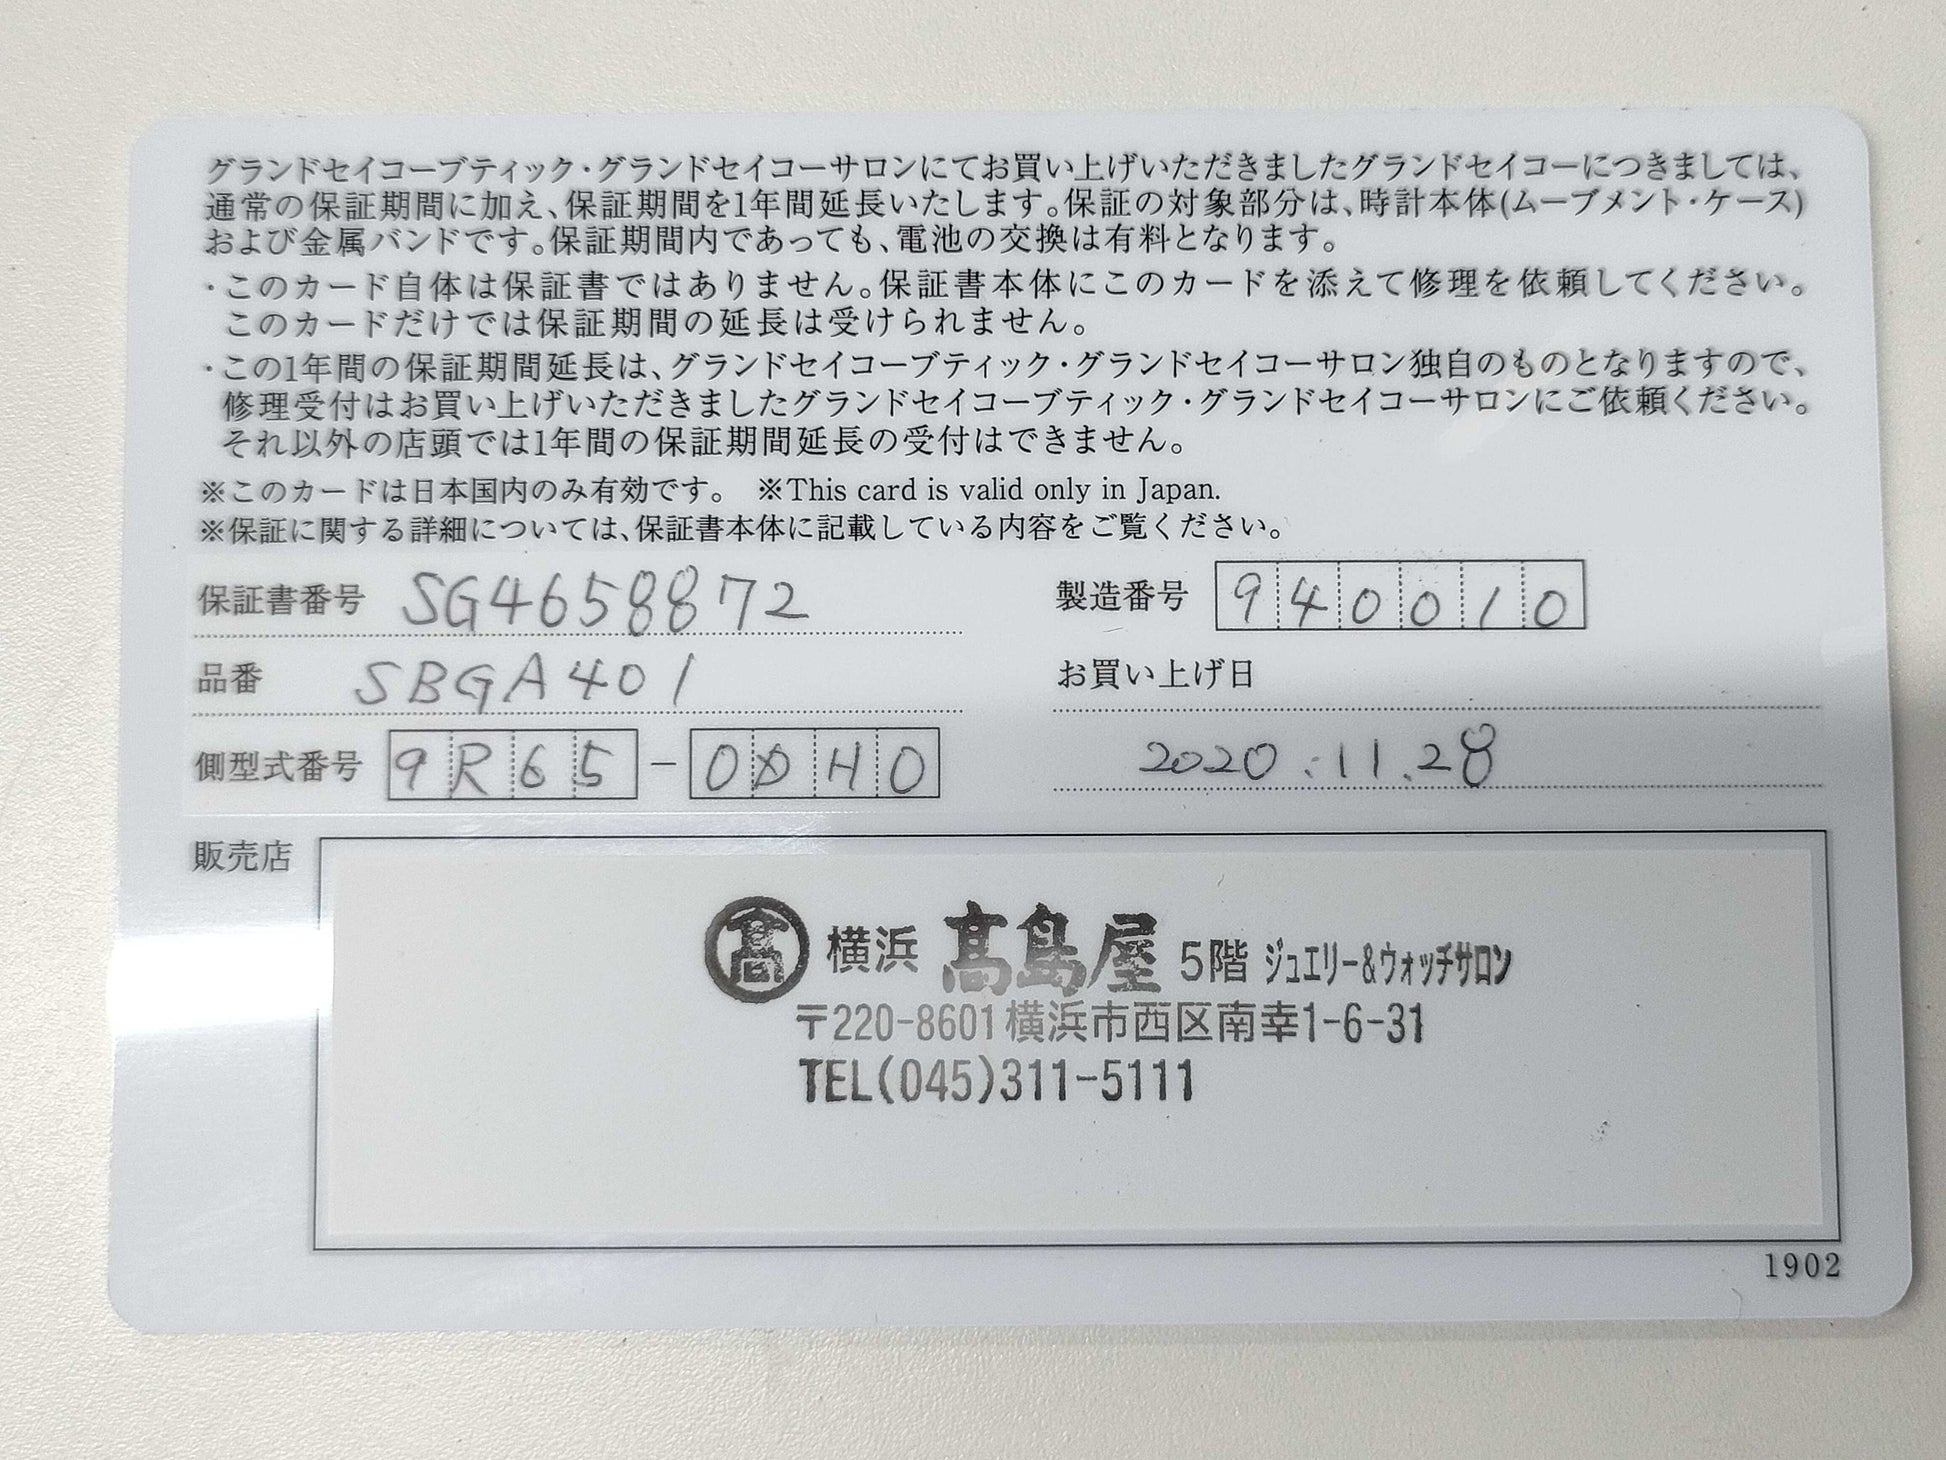 グランドセイコーブティック・グランドセイコーサロンにてお買い上げいただきましたグランドセイコーにつきましては、
通常の保証期間に加え、保証期間を1年間延長いたします。保証の対象部分は、時計本体(ムーブメント・ケース)
および金属バンドです。保証期間内であっても、電池の交換は有料となります。
・このカード自体は保証書ではありません。保証書本体にこのカードを添えて修理を依頼してください。
このカードだけでは保証期間の延長は受けられません。
・この1年間の保証期間延長は、グランドセイコーブティック・グランドセイコーサロン独自のものとなりますので、
修理受付はお買い上げいただきましたグランドセイコーブティック・グランドセイコーサロンにご依頼ください。
それ以外の店頭では1年間の保証期間延長の受付はできません。
※このカードは日本国内のみ有効です。 ※This card is valid only in Japan.
※保証に関する詳細については、保証書本体に記載している内容をご覧ください。
保証書番号 SG4658872 製造番号 940010
品番 SBGA401 お買い上げ日
側型式番号 9R65-00H0 2020.11.28
販売店
髙 横浜 髙島屋 5階 ジュエリー&ウォッチサロン
〒220-8601 横浜市西区南幸1-6-31
TEL(045)311-5111
1902